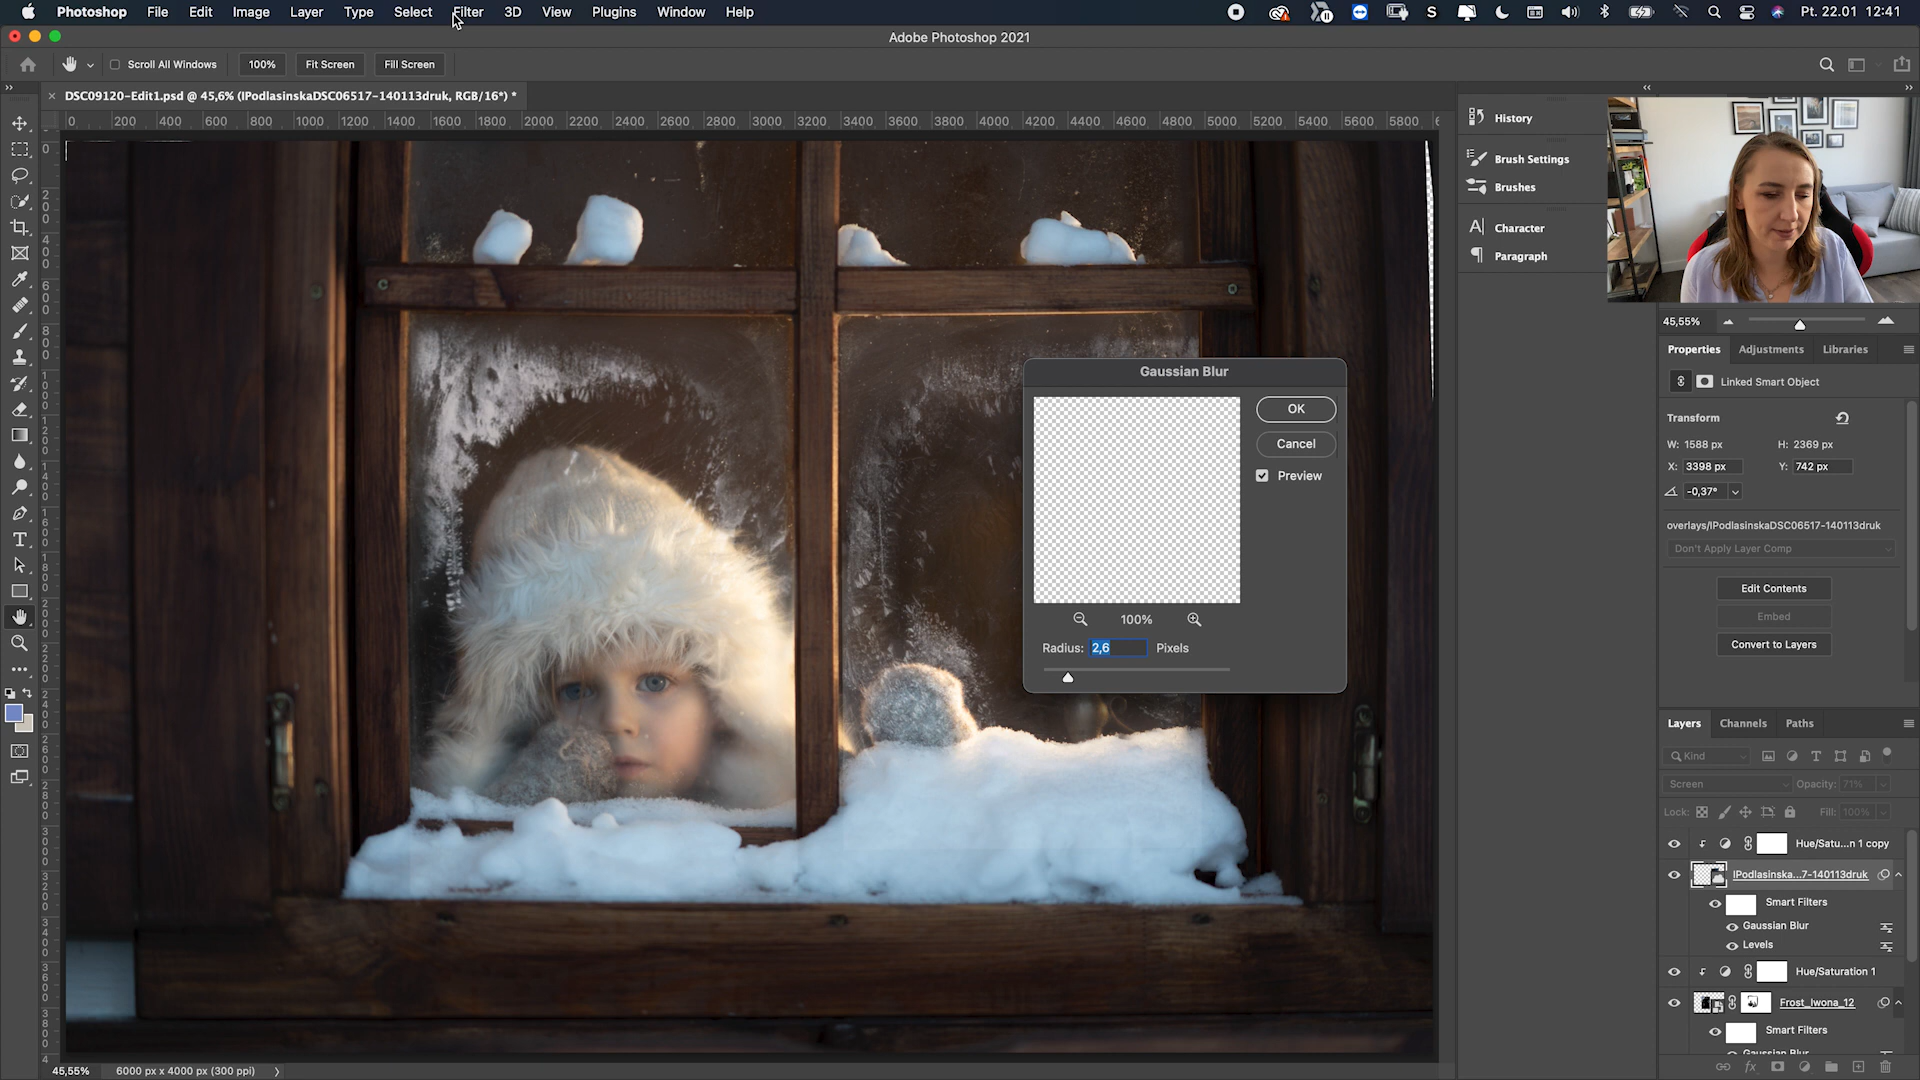 Photoshop File Edit Image Layer Type Select Filter 3D View Plugins Window Help S Pt. 22.01 12:41
Adobe Photoshop 2021
Scroll All Windows 100% Fit Screen Fill Screen
DSC09120-Edit1.psd @ 45,6% (IPodlasinskaDSC06517-140113druk, RGB/16*) *
0 200 400 600 800 1000 1200 1400 1600 1800 2000 2200 2400 2600 2800 3000 3200 3400 3600 3800 4000 4200 4400 4600 4800 5000 5200 5400 5600 5800 6
History
Brush Settings
Brushes
Character
Paragraph
45,55%
Properties Adjustments Libraries
Linked Smart Object
Transform
W: 1588 px H: 2369 px
X: 3398 px Y: 742 px
-0,37°
overlays/IPodlasinskaDSC06517-140113druk
Don't Apply Layer Comp
Edit Contents
Embed
Convert to Layers
Gaussian Blur
OK
Cancel
Preview
100%
Radius: 2,6 Pixels
Layers Channels Paths
Kind
Screen Opacity: 71%
Lock: Fill: 100%
Hue/Satu...n 1 copy
IPodlasinska...7-140113druk
Smart Filters
Gaussian Blur
Levels
Hue/Saturation 1
Frost_Iwona_12
Smart Filters
Gaussian Blur
45,55% 6000 px x 4000 px (300 ppi)